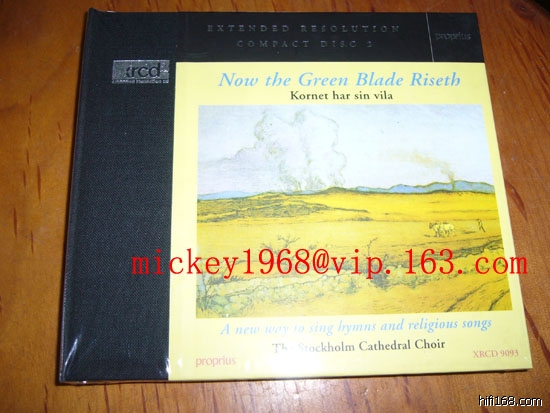 EXTENDED RESOLUTION
COMPACT DISC 2
proprius
xrcd
Now the Green Blade Riseth
Kornet har sin vila
mickey1968@vip.163.com
A new way to sing hymns and religious songs
The Stockholm Cathedral Choir
proprius
XRCD 9093
hifi168.com